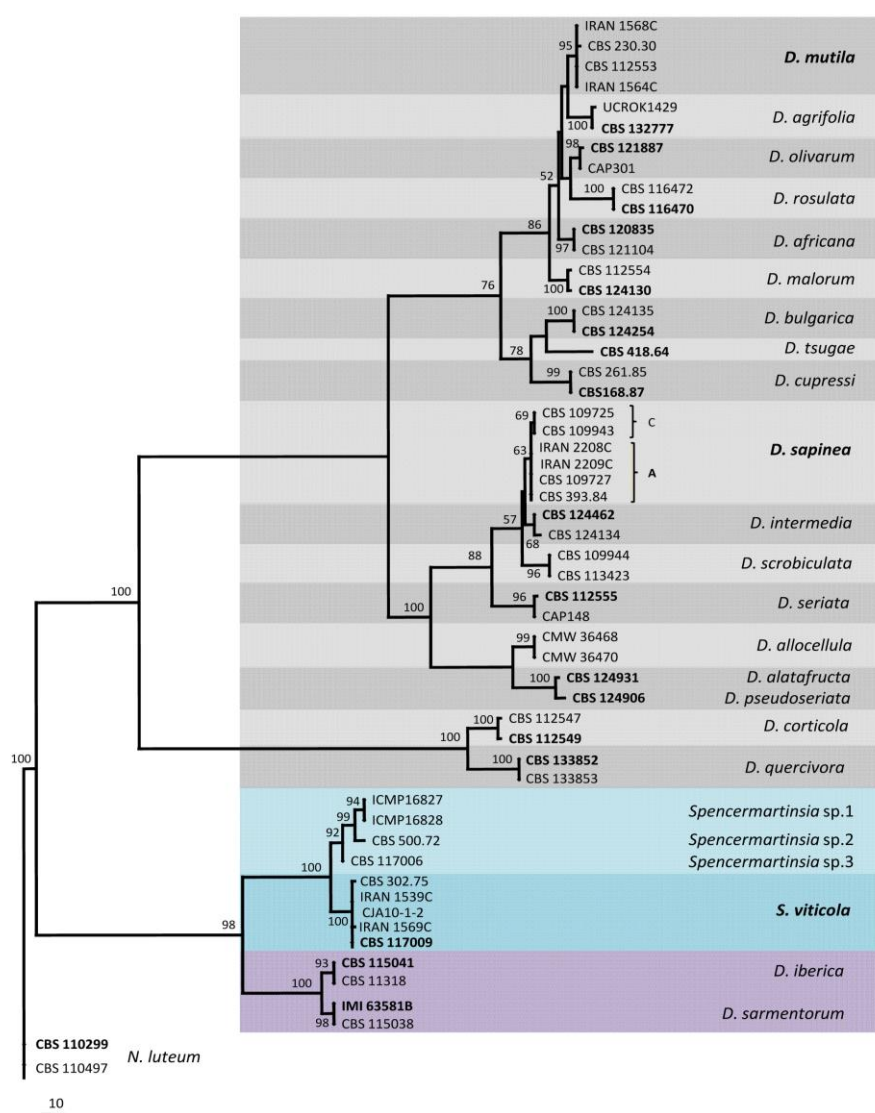 IRAN 1568C
95
CBS 230.30
CBS 112553
D. mutila
IRAN 1564C
UCROK1429
D. agrifolia
100
CBS 132777
98
CBS 121887
D. olivarum
CAP301
52
100
CBS 116472
D. rosulata
CBS 116470
86
CBS 120835
D. africana
97
CBS 121104
CBS 112554
D. malorum
100
CBS 124130
76
100
CBS 124135
D. bulgarica
CBS 124254
78
CBS 418.64
D. tsugae
99
CBS 261.85
D. cupressi
CBS168.87
69
CBS 109725
C
CBS 109943
63
IRAN 2208C
D. sapinea
IRAN 2209C
A
CBS 109727
CBS 393.84
57
CBS 124462
D. intermedia
68
CBS 124134
88
CBS 109944
D. scrobiculata
96
CBS 113423
96
CBS 112555
D. seriata
100
CAP148
99
CMW 36468
D. allocellula
CMW 36470
100
CBS 124931
D. alatafructa
CBS 124906
D. pseudoseriata
100
100
CBS 112547
D. corticola
CBS 112549
100
100
CBS 133852
D. quercivora
CBS 133853
100
94
ICMP16827
Spencermartinsia sp.1
99
ICMP16828
92
CBS 500.72
Spencermartinsia sp.2
CBS 117006
Spencermartinsia sp.3
100
CBS 302.75
IRAN 1539C
CJA10-1-2
S. viticola
100
IRAN 1569C
CBS 117009
98
93
CBS 115041
D. iberica
CBS 11318
100
IMI 63581B
D. sarmentorum
98
CBS 115038
CBS 110299
N. luteum
CBS 110497
10